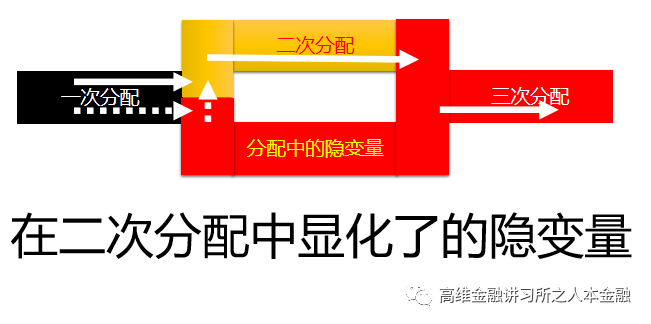 二次分配
一次分配
三次分配
分配中的隐变量
在二次分配中显化了的隐变量
高维金融讲习所之人本金融